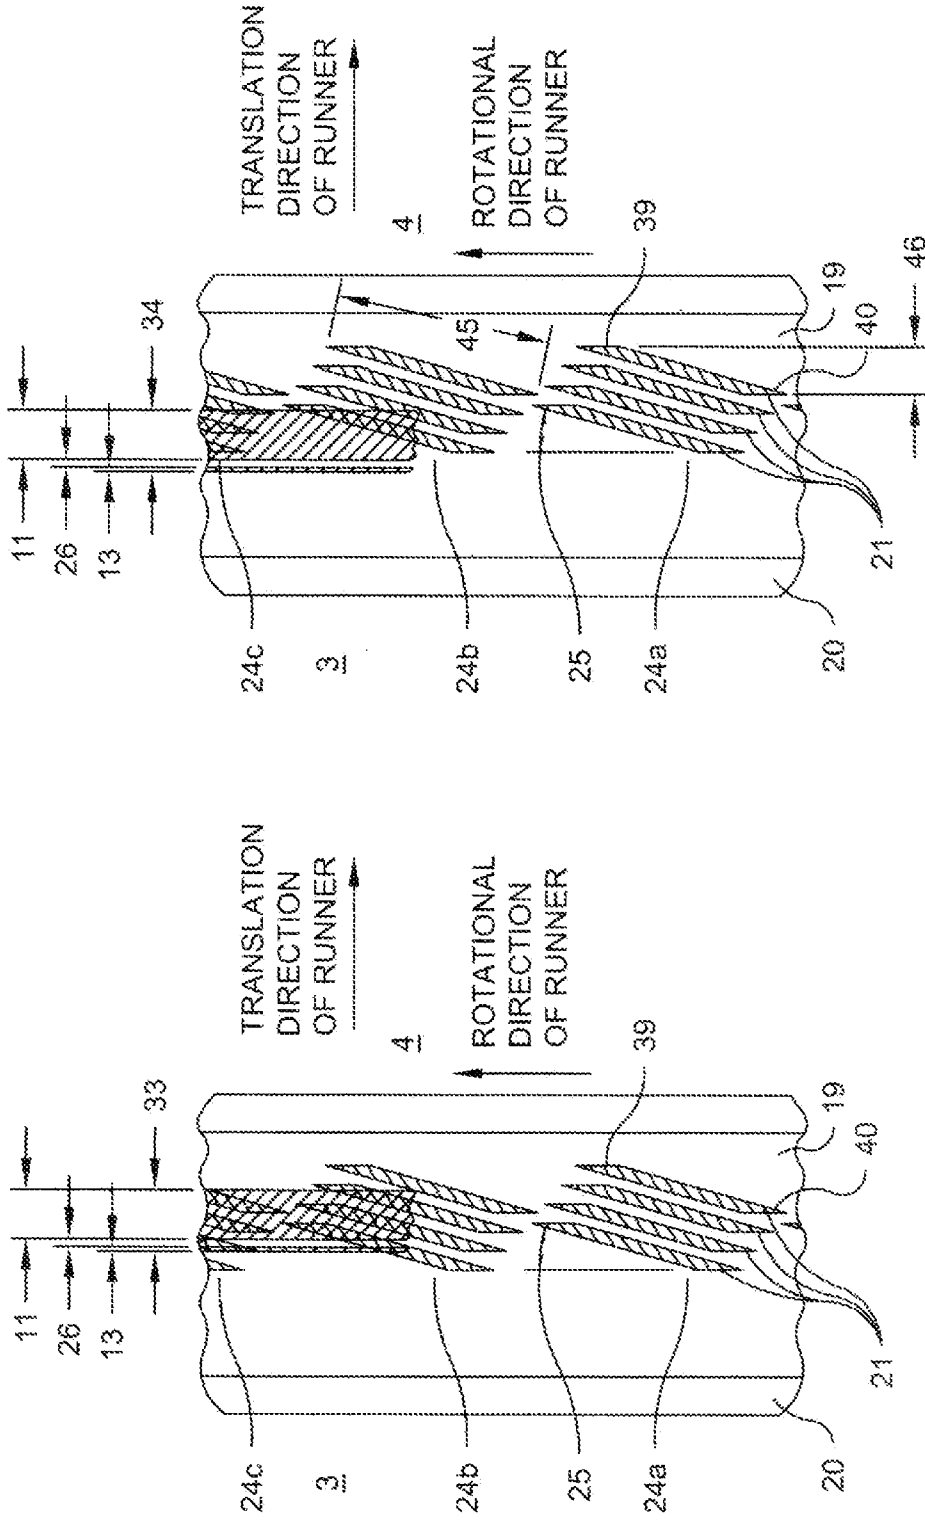 11
26
13
33
TRANSLATION
DIRECTION
OF RUNNER
24c
3
4
24b
ROTATIONAL
DIRECTION
OF RUNNER
25
24a
39
20
19
40
21
11
26
13
34
TRANSLATION
DIRECTION
OF RUNNER
24c
3
4
24b
45
ROTATIONAL
DIRECTION
OF RUNNER
25
24a
39
20
19
40
21
46